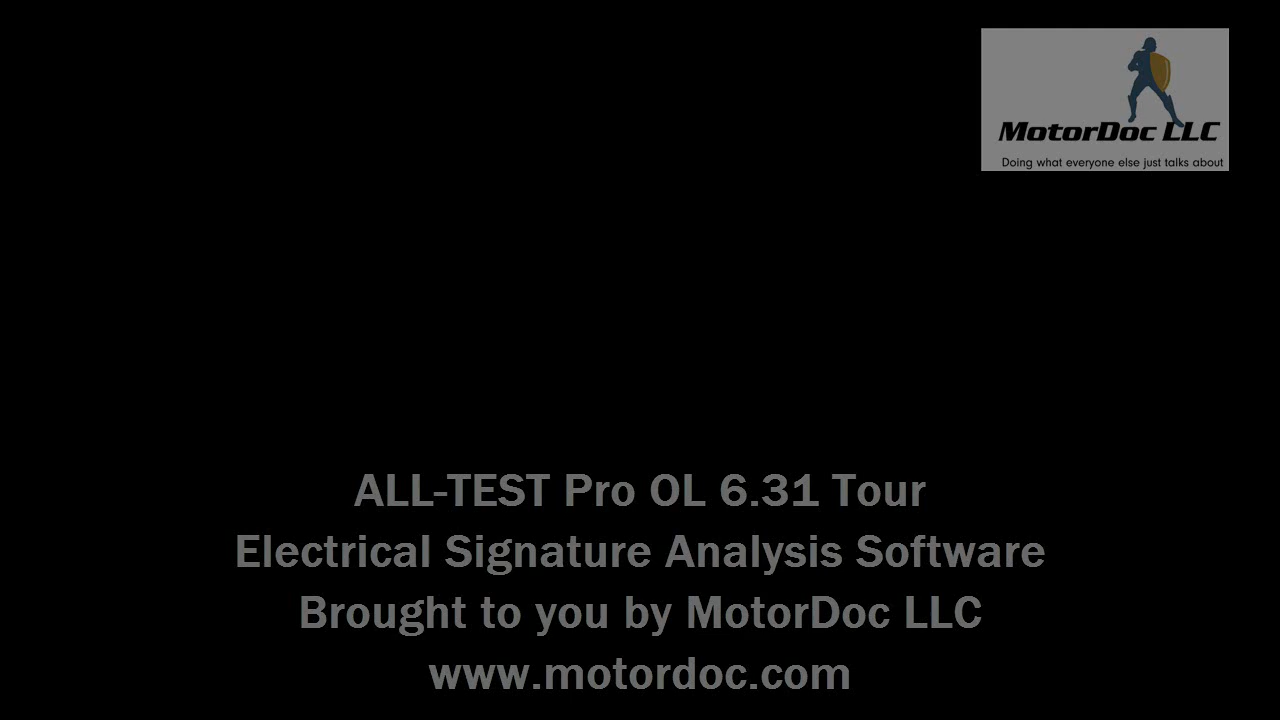 MotorDoc LLC
Doing what everyone else just talks about
ALL-TEST Pro OL 6.31 Tour
Electrical Signature Analysis Software
Brought to you by MotorDoc LLC
www.motordoc.com